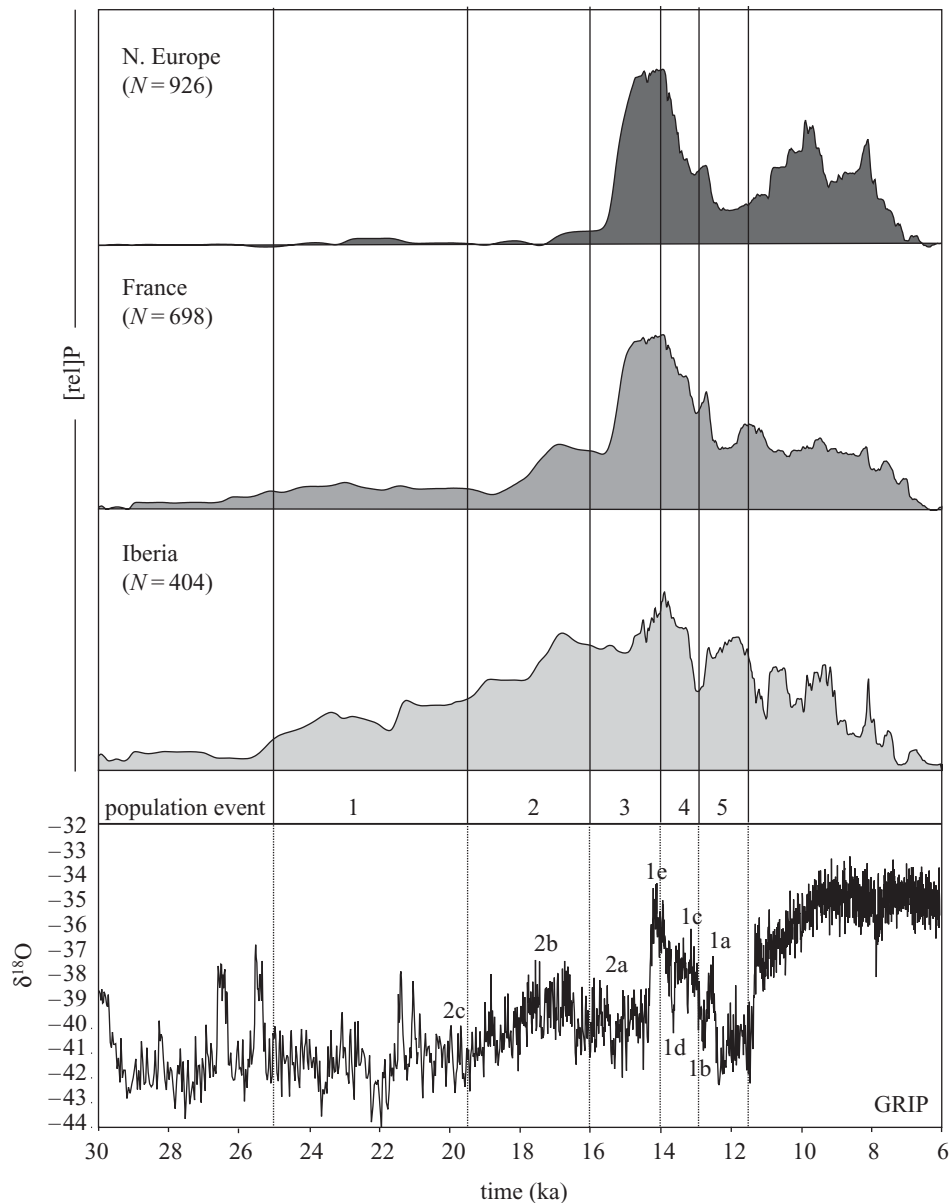 N. Europe
(N = 926)
France
(N = 698)
[rel]P
Iberia
(N = 404)
population event 1 2 3 4 5
−32
−33
−34
−35
−36
−37
−38
−39
−40
−41
−42
−43
−44
δ18O
1e
1c
2b
1a
2a
2c
1d
1b
GRIP
30 28 26 24 22 20 18 16 14 12 10 8 6
time (ka)